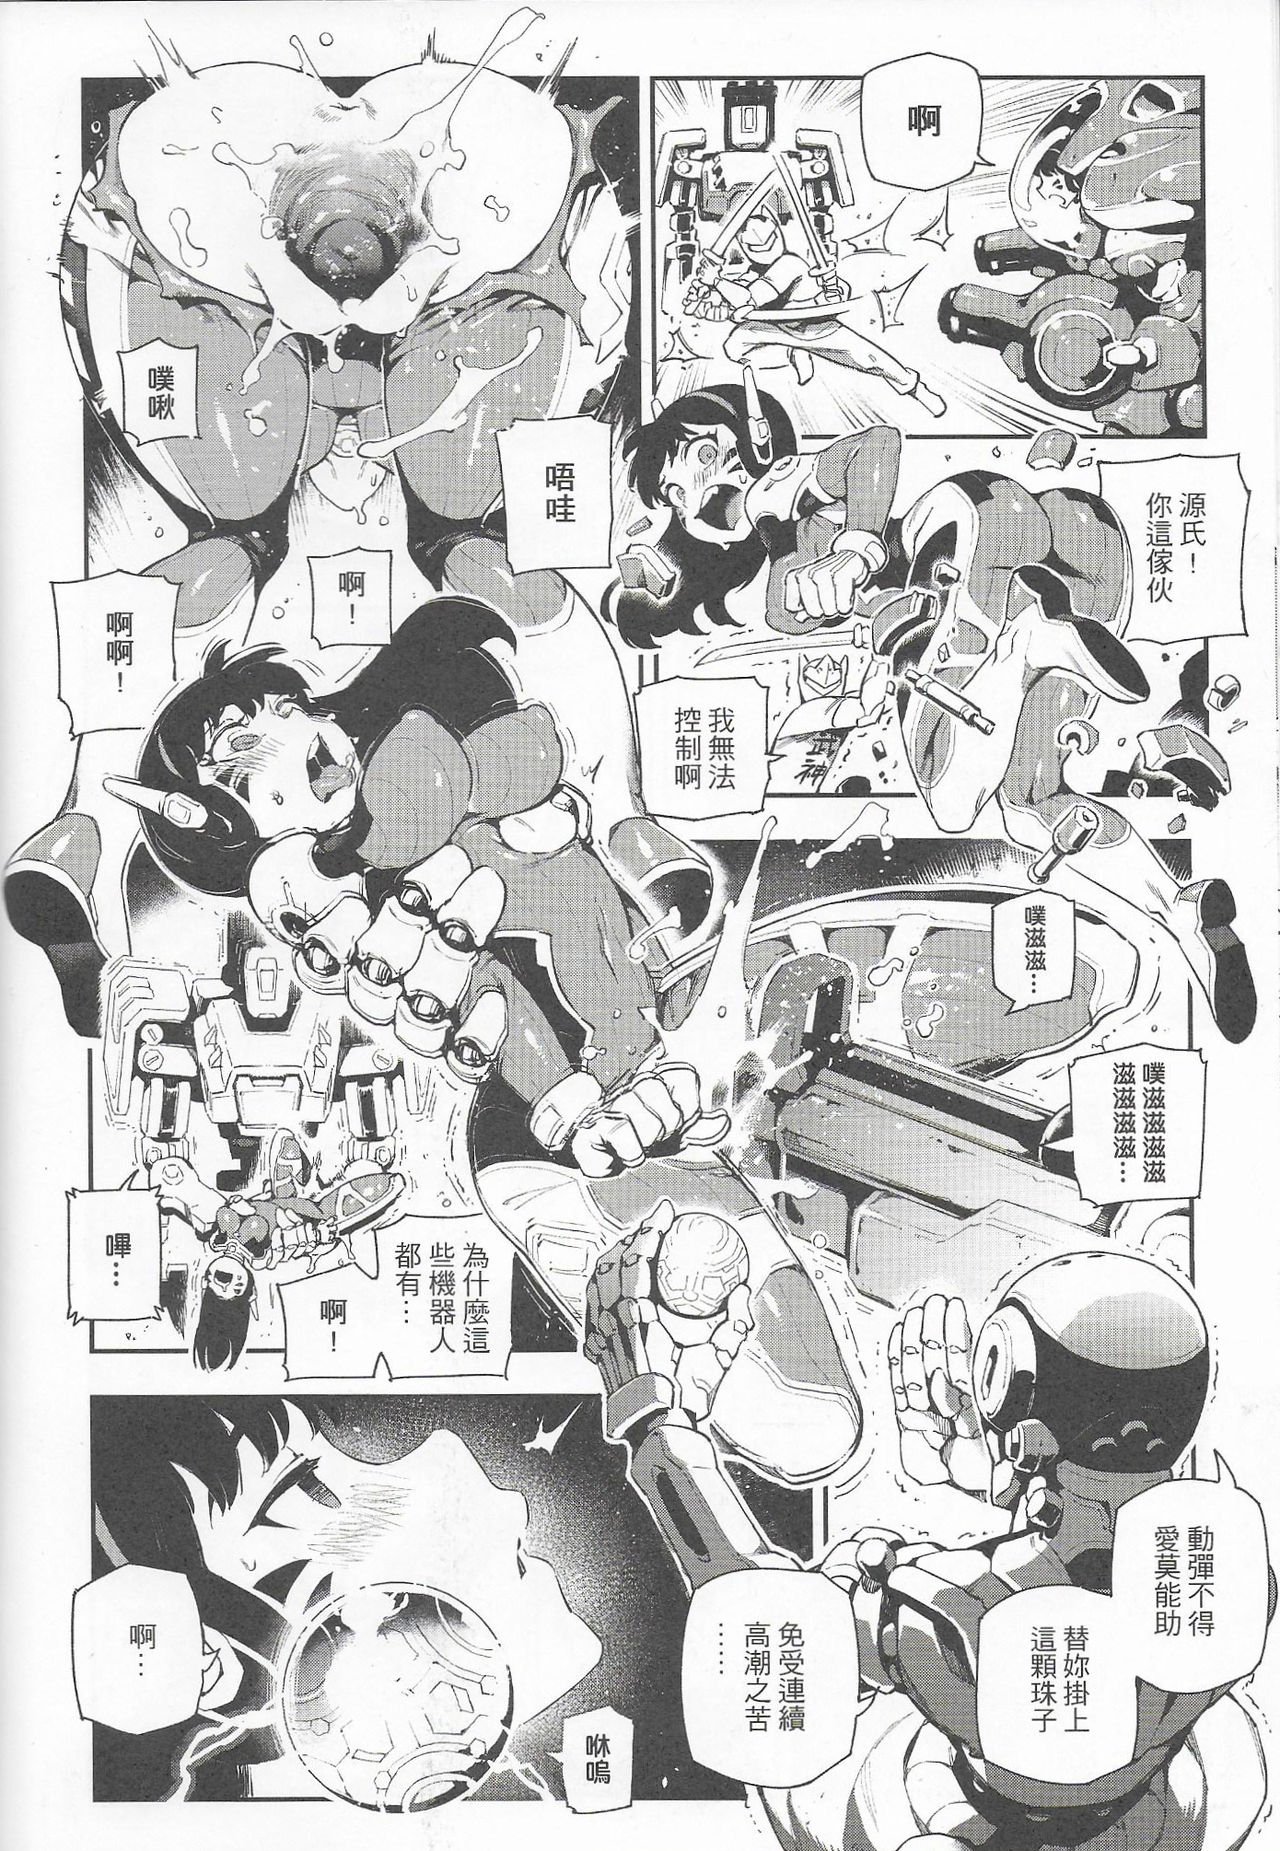 啊
源氏！
你這傢伙
我無法
控制啊
武神
唔哇
噗啾
啊！
啊啊！
噗滋滋…
噗滋滋滋滋
滋滋滋滋…
為什麼這
些機器人
都有…
啊！
嗶…
動彈不得
愛莫能助
替妳掛上
這顆珠子
免受連續
高潮之苦
……
啊…
咻嗚